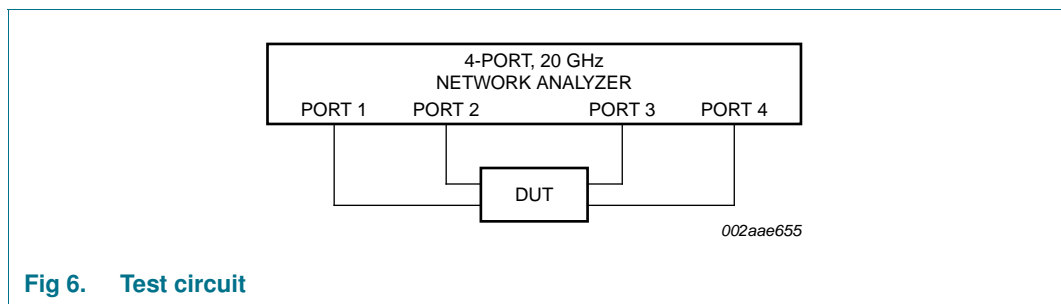 4-PORT, 20 GHz
NETWORK ANALYZER
PORT 1 PORT 2 PORT 3 PORT 4
DUT
002aae655
Fig 6. Test circuit